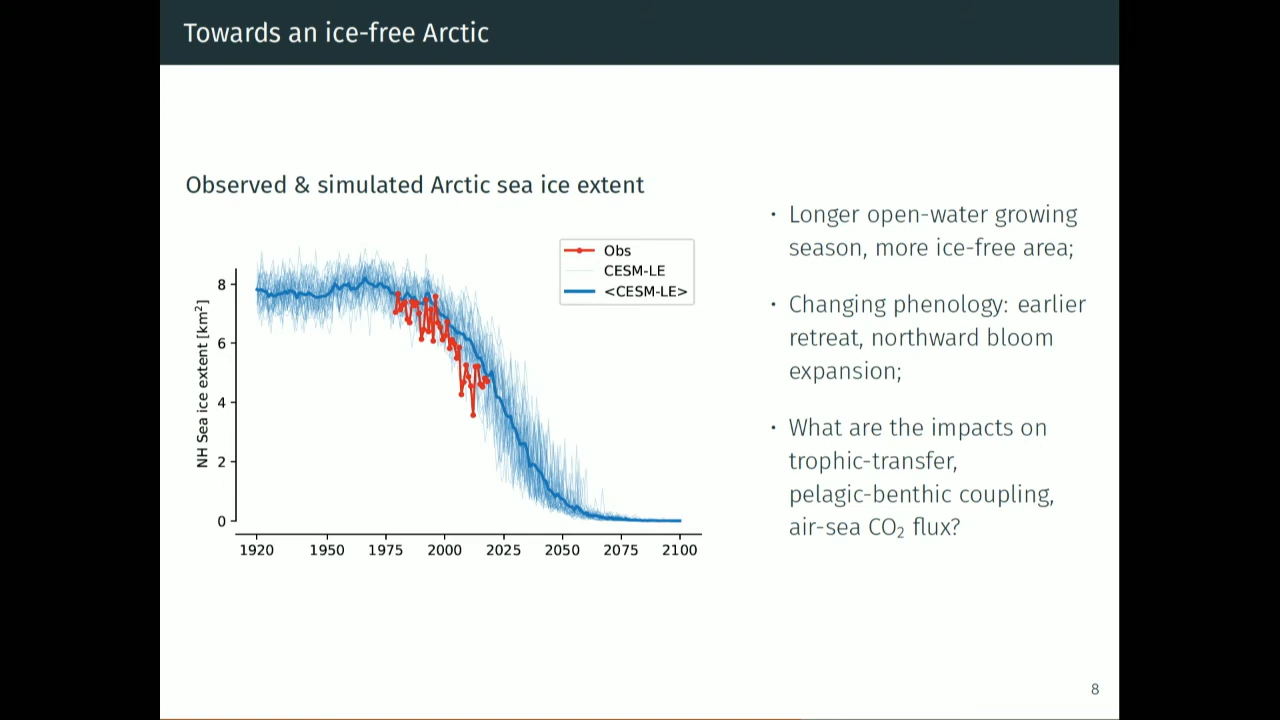 Towards an ice-free Arctic
Observed & simulated Arctic sea ice extent
NH Sea ice extent [km²]
8
6
4
2
0
1920 1950 1975 2000 2025 2050 2075 2100
Obs
CESM-LE
<CESM-LE>
· Longer open-water growing
season, more ice-free area;
· Changing phenology: earlier
retreat, northward bloom
expansion;
· What are the impacts on
trophic-transfer,
pelagic-benthic coupling,
air-sea CO₂ flux?
8